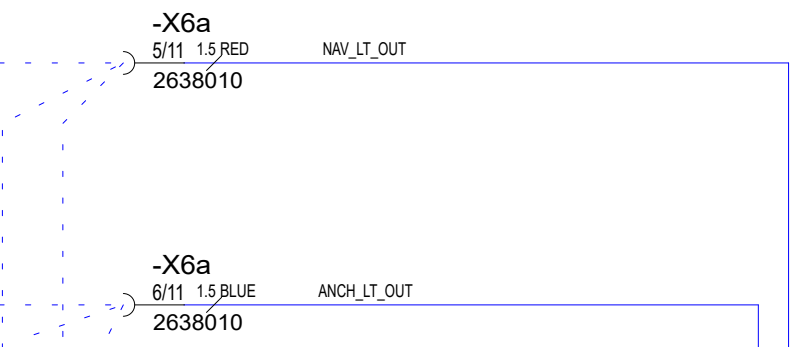 -X6a
5/11 1.5 RED NAV_LT_OUT
2638010
-X6a
6/11 1.5 BLUE ANCH_LT_OUT
2638010